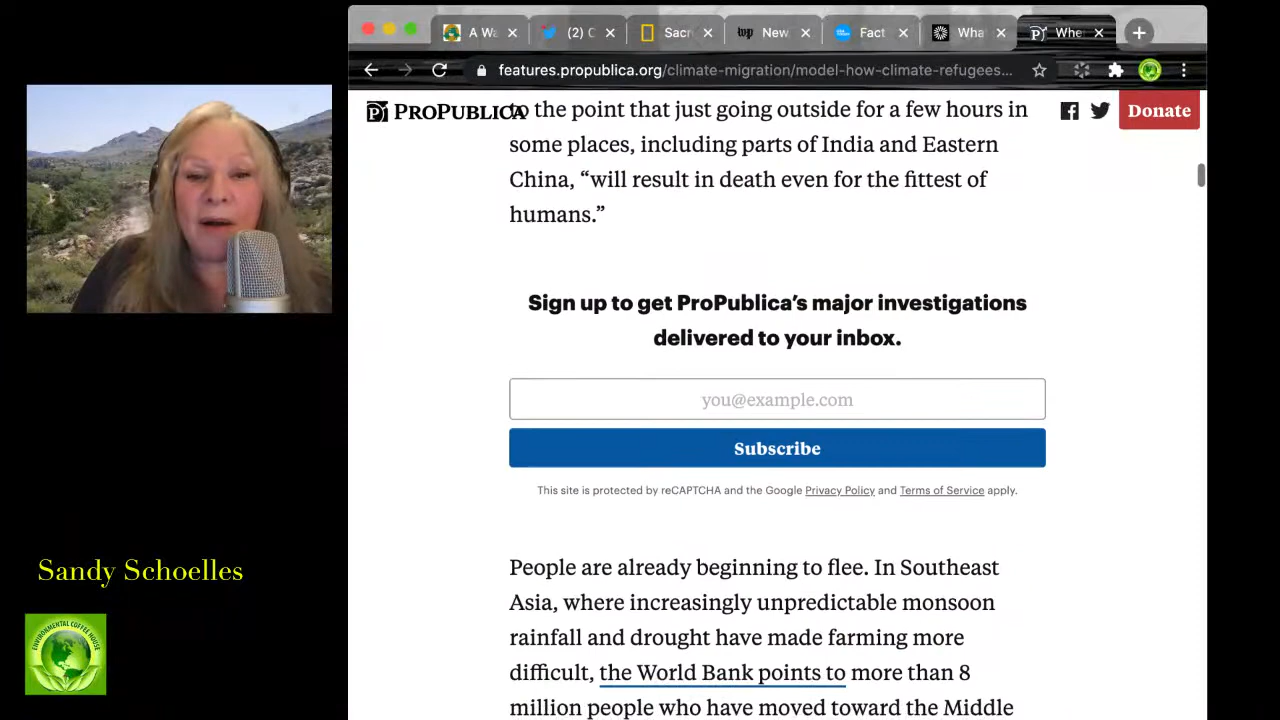 A Wa
(2) C
Sacr
wp
New
Fact
Wha
Whe
features.propublica.org/climate-migration/model-how-climate-refugees...
PROPUBLICA
Donate
to the point that just going outside for a few hours in
some places, including parts of India and Eastern
China, “will result in death even for the fittest of
humans.”
Sign up to get ProPublica’s major investigations
delivered to your inbox.
you@example.com
Subscribe
This site is protected by reCAPTCHA and the Google Privacy Policy and Terms of Service apply.
People are already beginning to flee. In Southeast
Asia, where increasingly unpredictable monsoon
rainfall and drought have made farming more
difficult, the World Bank points to more than 8
million people who have moved toward the Middle
Sandy Schoelles
ENVIRONMENTAL COFFEE HOUSE